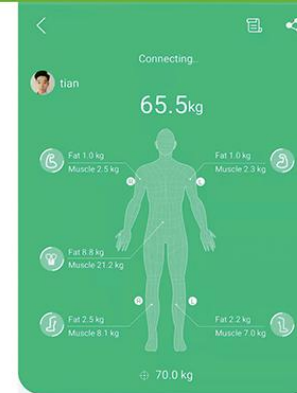 Connecting..
tian
65.5kg
Fat 1.0 kg
Muscle 2.5 kg
Fat 1.0 kg
Muscle 2.3 kg
R
L
Fat 8.8 kg
Muscle 21.2 kg
R
L
Fat 2.5 kg
Muscle 8.1 kg
Fat 2.2 kg
Muscle 7.0 kg
70.0 kg